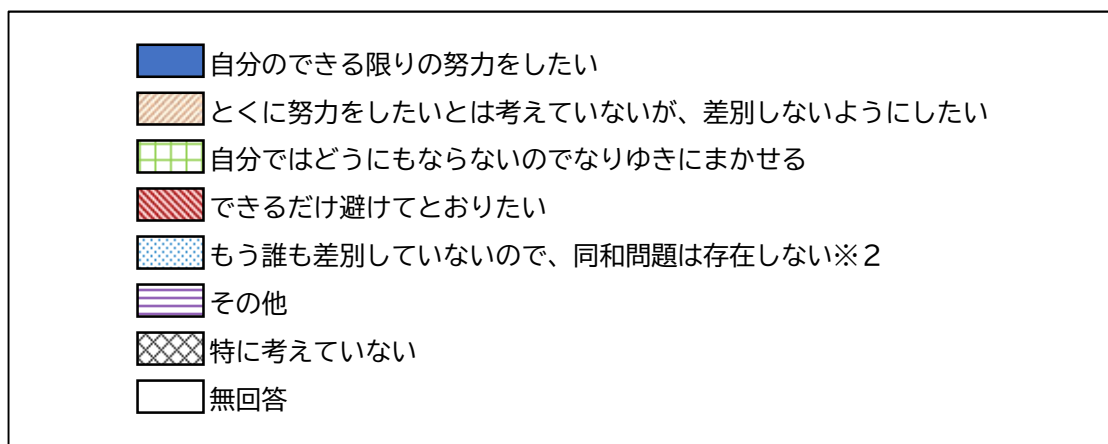 自分のできる限りの努力をしたい
とくに努力をしたいとは考えていないが、差別しないようにしたい
自分ではどうにもならないのでなりゆきにまかせる
できるだけ避けてとおりたい
もう誰も差別していないので、同和問題は存在しない※２
その他
特に考えていない
無回答